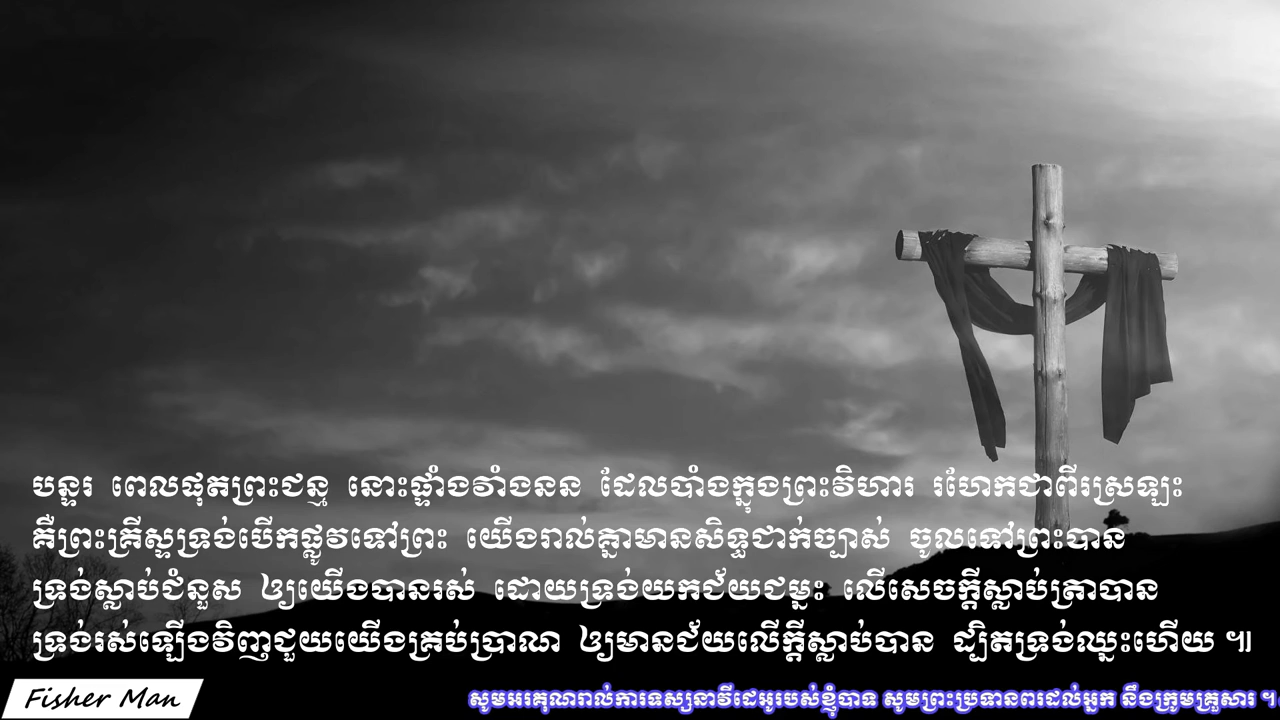 បន្ទរ ពេលផុតព្រះជន្ម នោះផ្ទាំងវាំងនន ដែលបាំងក្នុងព្រះវិហារ រហែកជាពីរស្រឡះ
គឺព្រះគ្រីស្ទទ្រង់បើកផ្លូវទៅព្រះ យើងរាល់គ្នាមានសិទ្ធជាក់ច្បាស់ ចូលទៅព្រះបាន
ទ្រង់ស្លាប់ជំនួស ឲ្យយើងបានរស់ ដោយទ្រង់យកជ័យជម្នះ លើសេចក្ដីស្លាប់ត្រាបាន
ទ្រង់រស់ឡើងវិញជួយយើងគ្រប់ប្រាណ ឲ្យមានជ័យលើក្ដីស្លាប់បាន ដ្បិតទ្រង់ឈ្នះហើយ ៕
Fisher Man
សូមអរគុណរាល់ការទស្សនាវីដេអូរបស់ខ្ញុំបាទ សូមព្រះប្រទានពរដល់អ្នក នឹងក្រុមគ្រួសារ ។